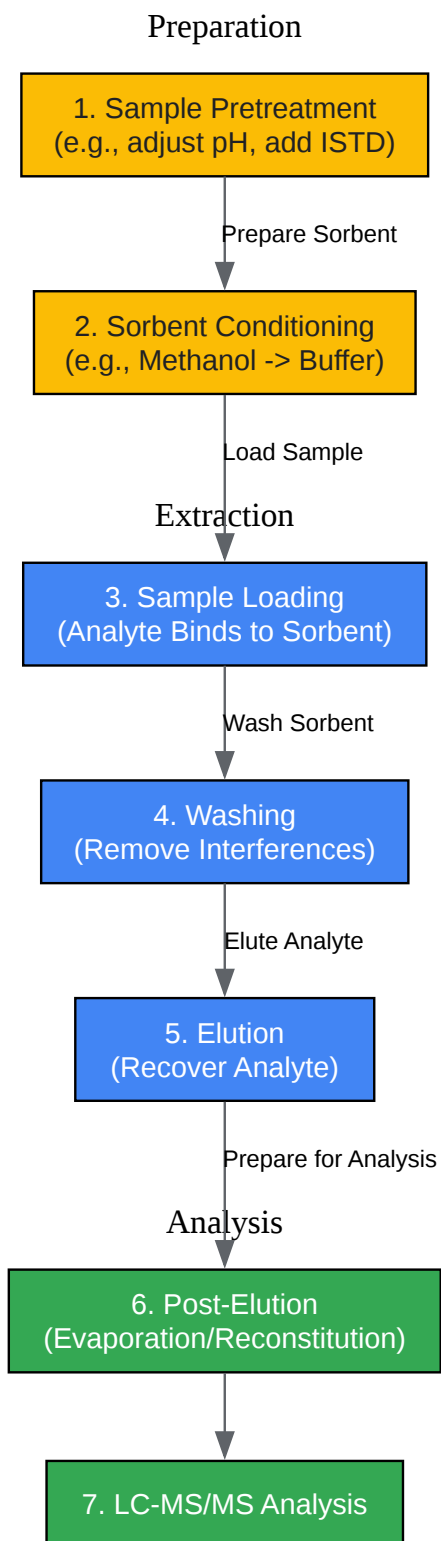 Preparation
1. Sample Pretreatment
(e.g., adjust pH, add ISTD)
Prepare Sorbent
2. Sorbent Conditioning
(e.g., Methanol -> Buffer)
Load Sample
Extraction
3. Sample Loading
(Analyte Binds to Sorbent)
Wash Sorbent
4. Washing
(Remove Interferences)
Elute Analyte
5. Elution
(Recover Analyte)
Prepare for Analysis
Analysis
6. Post-Elution
(Evaporation/Reconstitution)
7. LC-MS/MS Analysis